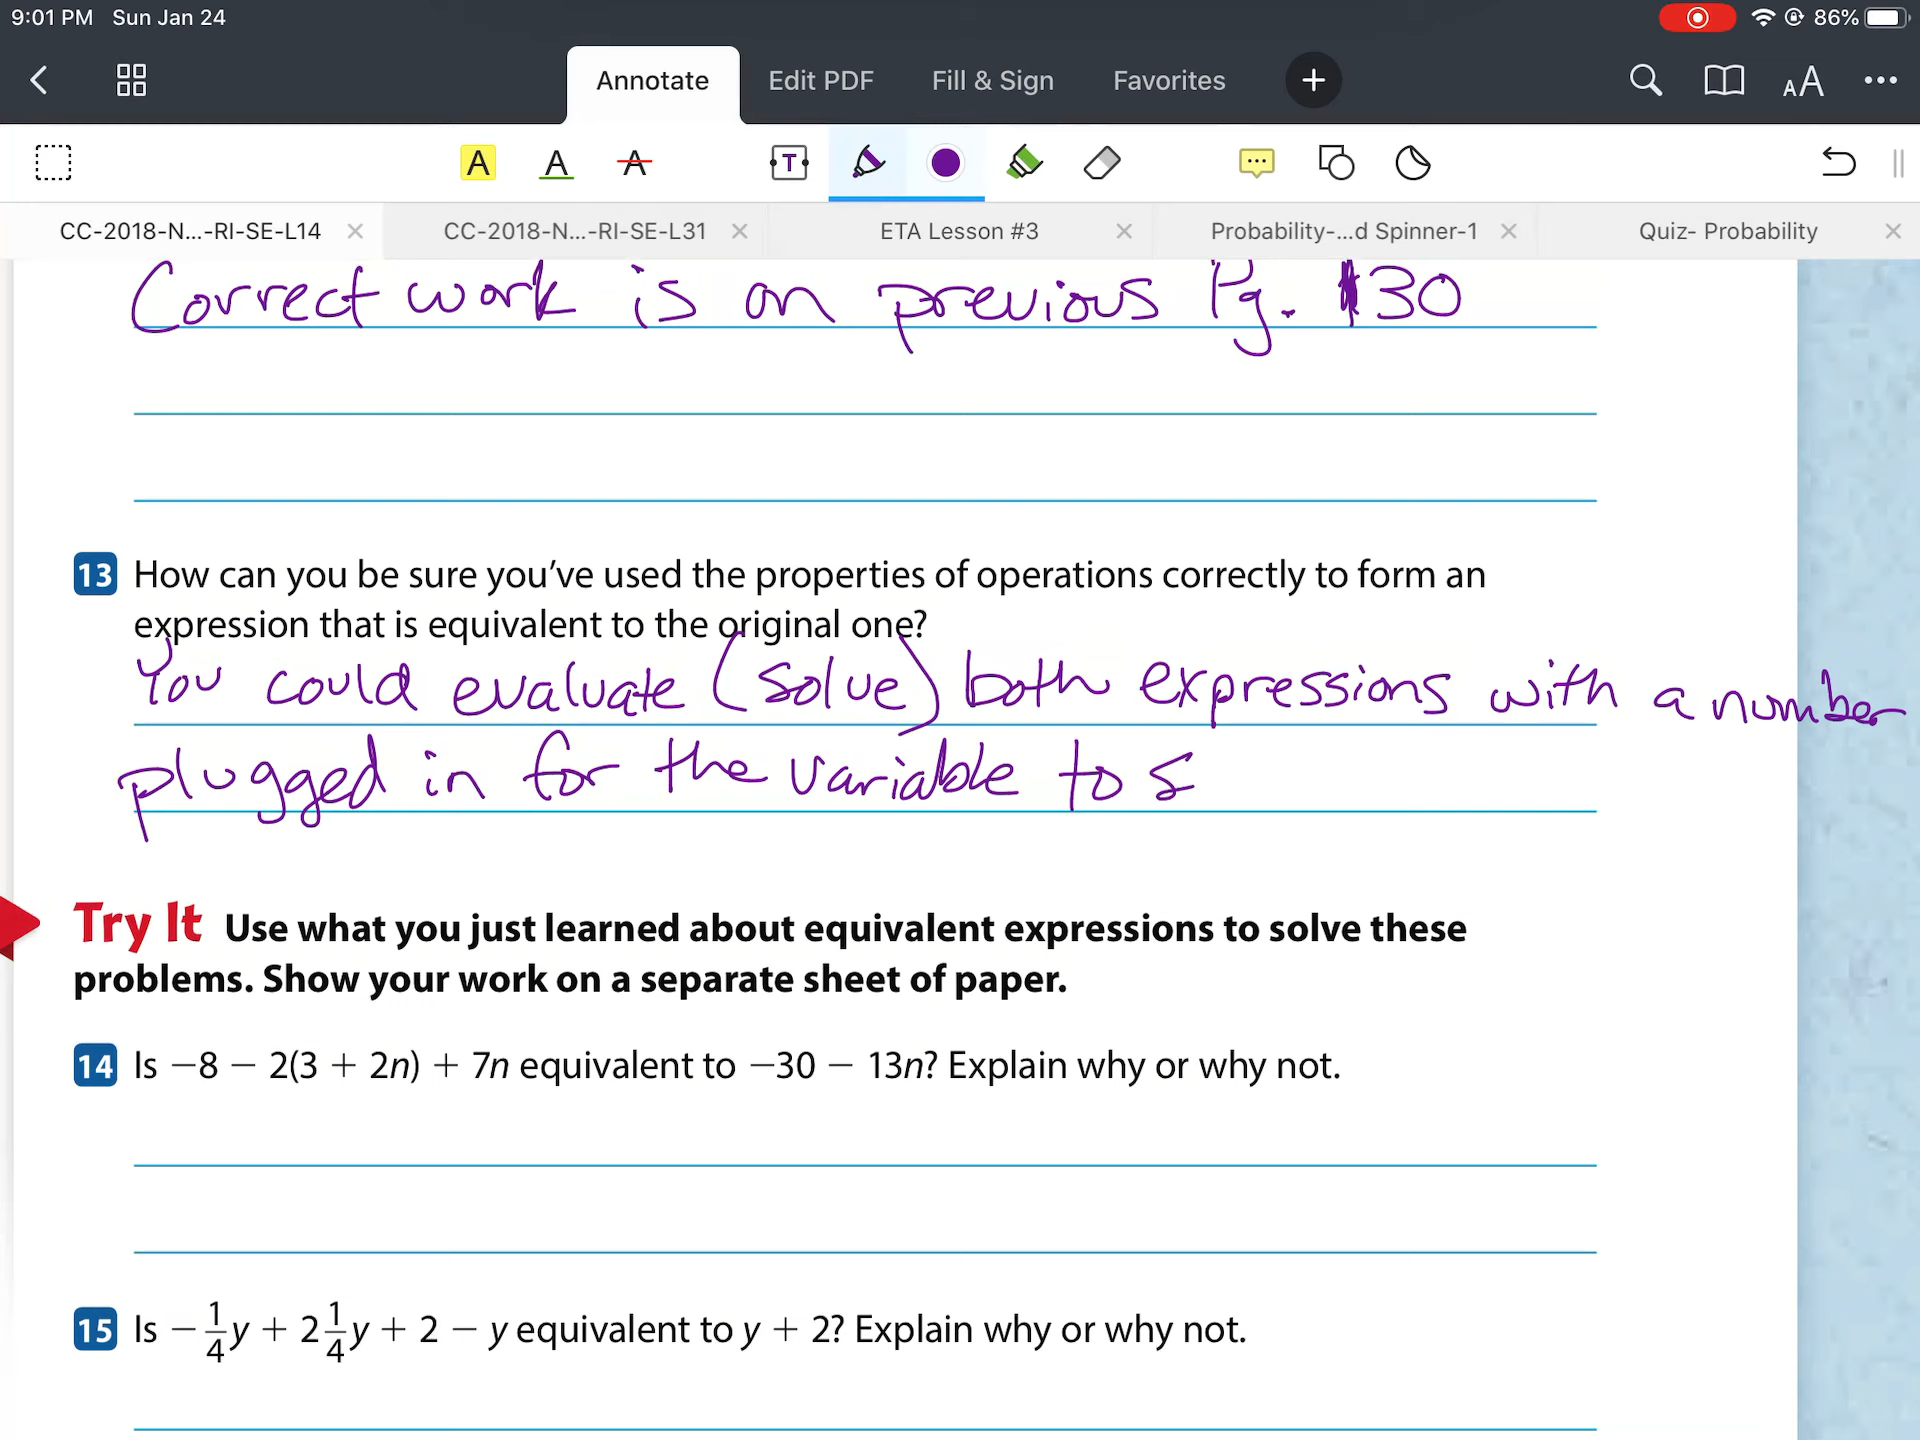 9:01 PM Sun Jan 24 86%
Annotate Edit PDF Fill & Sign Favorites
CC-2018-N...-RI-SE-L14 CC-2018-N...-RI-SE-L31 ETA Lesson #3 Probability-...d Spinner-1 Quiz- Probability
Correct work is on previous Pg. 130
13 How can you be sure you've used the properties of operations correctly to form an
expression that is equivalent to the original one?
You could evaluate (solve) both expressions with a number
plugged in for the variable to s
Try It Use what you just learned about equivalent expressions to solve these
problems. Show your work on a separate sheet of paper.
14 Is −8 − 2(3 + 2n) + 7n equivalent to −30 − 13n? Explain why or why not.
15 Is −1/4y + 2 1/4y + 2 − y equivalent to y + 2? Explain why or why not.